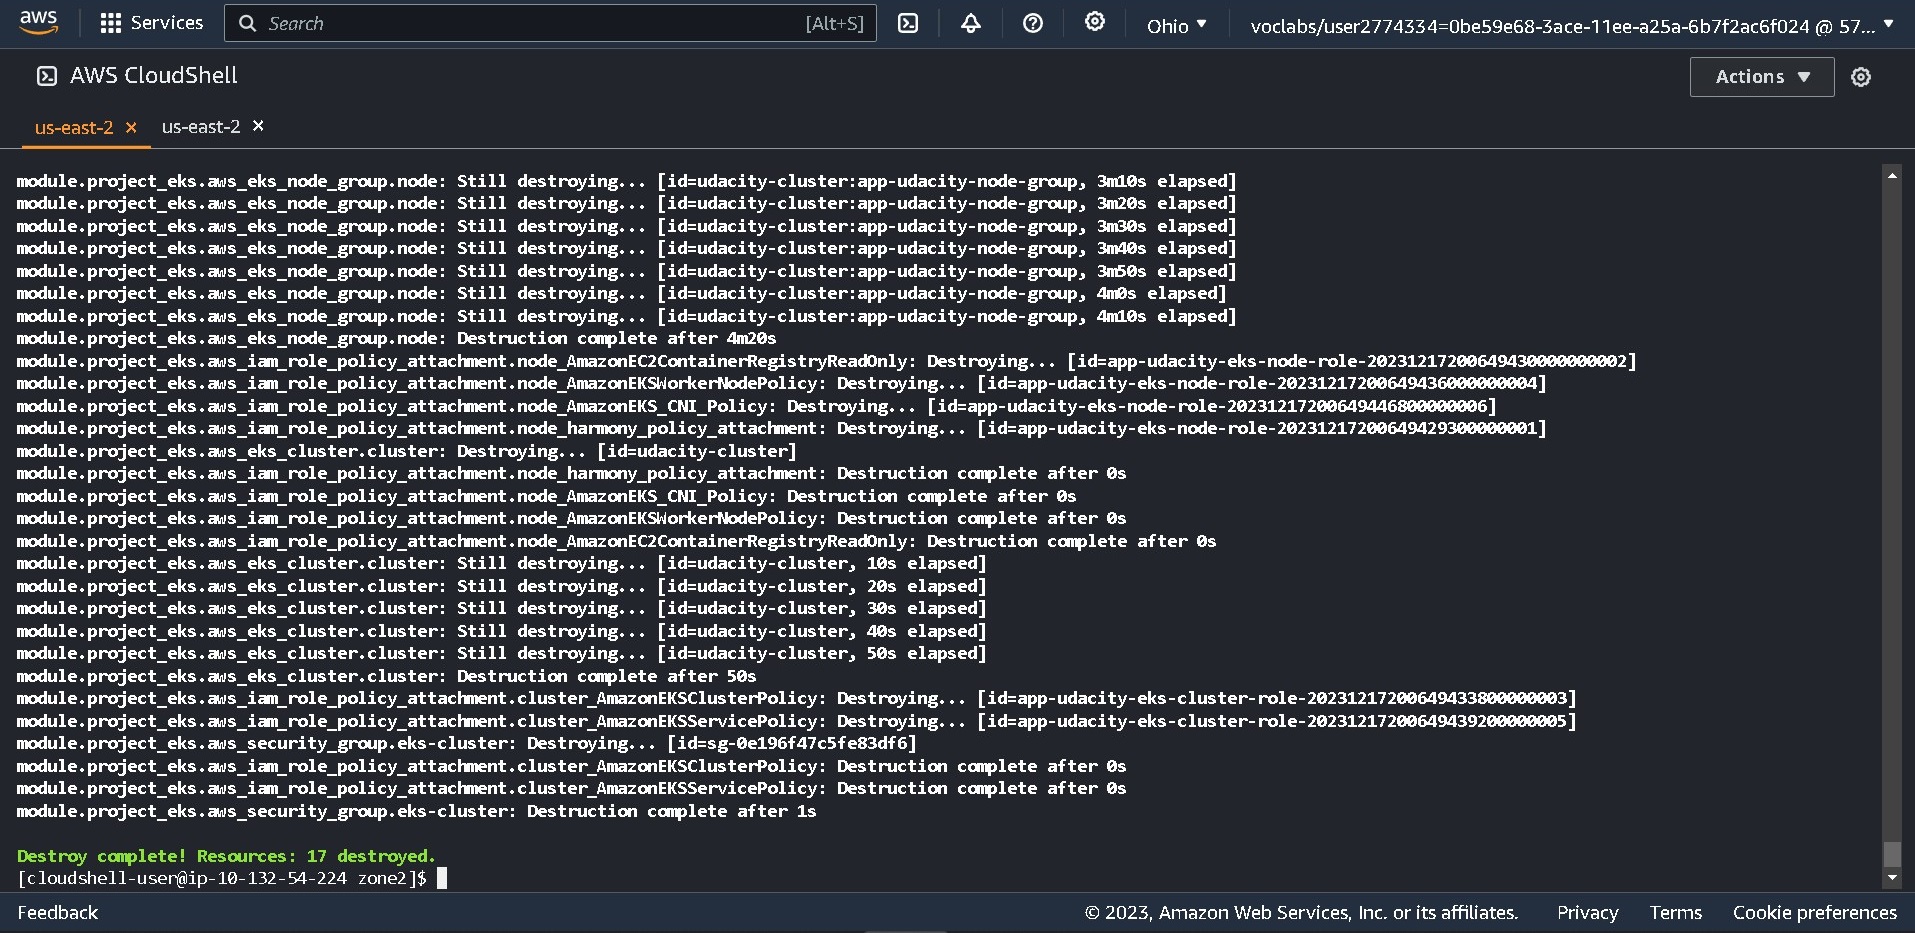 aws Services Search [Alt+S] Ohio voclabs/user2774334=0be59e68-3ace-11ee-a25a-6b7f2ac6f024 @ 57...
AWS CloudShell Actions
us-east-2 us-east-2
module.project_eks.aws_eks_node_group.node: Still destroying... [id=udacity-cluster:app-udacity-node-group, 3m10s elapsed]
module.project_eks.aws_eks_node_group.node: Still destroying... [id=udacity-cluster:app-udacity-node-group, 3m20s elapsed]
module.project_eks.aws_eks_node_group.node: Still destroying... [id=udacity-cluster:app-udacity-node-group, 3m30s elapsed]
module.project_eks.aws_eks_node_group.node: Still destroying... [id=udacity-cluster:app-udacity-node-group, 3m40s elapsed]
module.project_eks.aws_eks_node_group.node: Still destroying... [id=udacity-cluster:app-udacity-node-group, 3m50s elapsed]
module.project_eks.aws_eks_node_group.node: Still destroying... [id=udacity-cluster:app-udacity-node-group, 4m0s elapsed]
module.project_eks.aws_eks_node_group.node: Still destroying... [id=udacity-cluster:app-udacity-node-group, 4m10s elapsed]
module.project_eks.aws_eks_node_group.node: Destruction complete after 4m20s
module.project_eks.aws_iam_role_policy_attachment.node_AmazonEC2ContainerRegistryReadOnly: Destroying... [id=app-udacity-eks-node-role-20231217200649430000000002]
module.project_eks.aws_iam_role_policy_attachment.node_AmazonEKSWorkerNodePolicy: Destroying... [id=app-udacity-eks-node-role-20231217200649436000000004]
module.project_eks.aws_iam_role_policy_attachment.node_AmazonEKS_CNI_Policy: Destroying... [id=app-udacity-eks-node-role-20231217200649446800000006]
module.project_eks.aws_iam_role_policy_attachment.node_harmony_policy_attachment: Destroying... [id=app-udacity-eks-node-role-20231217200649429300000001]
module.project_eks.aws_eks_cluster.cluster: Destroying... [id=udacity-cluster]
module.project_eks.aws_iam_role_policy_attachment.node_harmony_policy_attachment: Destruction complete after 0s
module.project_eks.aws_iam_role_policy_attachment.node_AmazonEKS_CNI_Policy: Destruction complete after 0s
module.project_eks.aws_iam_role_policy_attachment.node_AmazonEKSWorkerNodePolicy: Destruction complete after 0s
module.project_eks.aws_iam_role_policy_attachment.node_AmazonEC2ContainerRegistryReadOnly: Destruction complete after 0s
module.project_eks.aws_eks_cluster.cluster: Still destroying... [id=udacity-cluster, 10s elapsed]
module.project_eks.aws_eks_cluster.cluster: Still destroying... [id=udacity-cluster, 20s elapsed]
module.project_eks.aws_eks_cluster.cluster: Still destroying... [id=udacity-cluster, 30s elapsed]
module.project_eks.aws_eks_cluster.cluster: Still destroying... [id=udacity-cluster, 40s elapsed]
module.project_eks.aws_eks_cluster.cluster: Still destroying... [id=udacity-cluster, 50s elapsed]
module.project_eks.aws_eks_cluster.cluster: Destruction complete after 50s
module.project_eks.aws_iam_role_policy_attachment.cluster_AmazonEKSClusterPolicy: Destroying... [id=app-udacity-eks-cluster-role-20231217200649433800000003]
module.project_eks.aws_iam_role_policy_attachment.cluster_AmazonEKSServicePolicy: Destroying... [id=app-udacity-eks-cluster-role-20231217200649439200000005]
module.project_eks.aws_security_group.eks-cluster: Destroying... [id=sg-0e196f47c5fe83df6]
module.project_eks.aws_iam_role_policy_attachment.cluster_AmazonEKSClusterPolicy: Destruction complete after 0s
module.project_eks.aws_iam_role_policy_attachment.cluster_AmazonEKSServicePolicy: Destruction complete after 0s
module.project_eks.aws_security_group.eks-cluster: Destruction complete after 1s
Destroy complete! Resources: 17 destroyed.
[cloudshell-user@ip-10-132-54-224 zone2]$
Feedback © 2023, Amazon Web Services, Inc. or its affiliates. Privacy Terms Cookie preferences